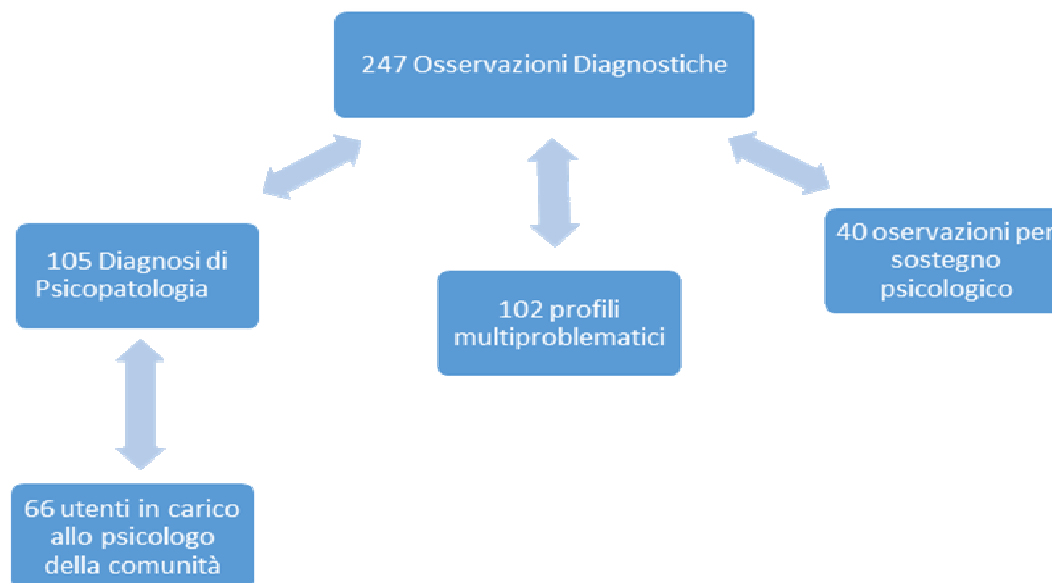 247 Osservazioni Diagnostiche
105 Diagnosi di
Psicopatologia
102 profili
multiproblematici
40 oservazioni per
sostegno
psicologico
66 utenti in carico
allo psicologo
della comunità